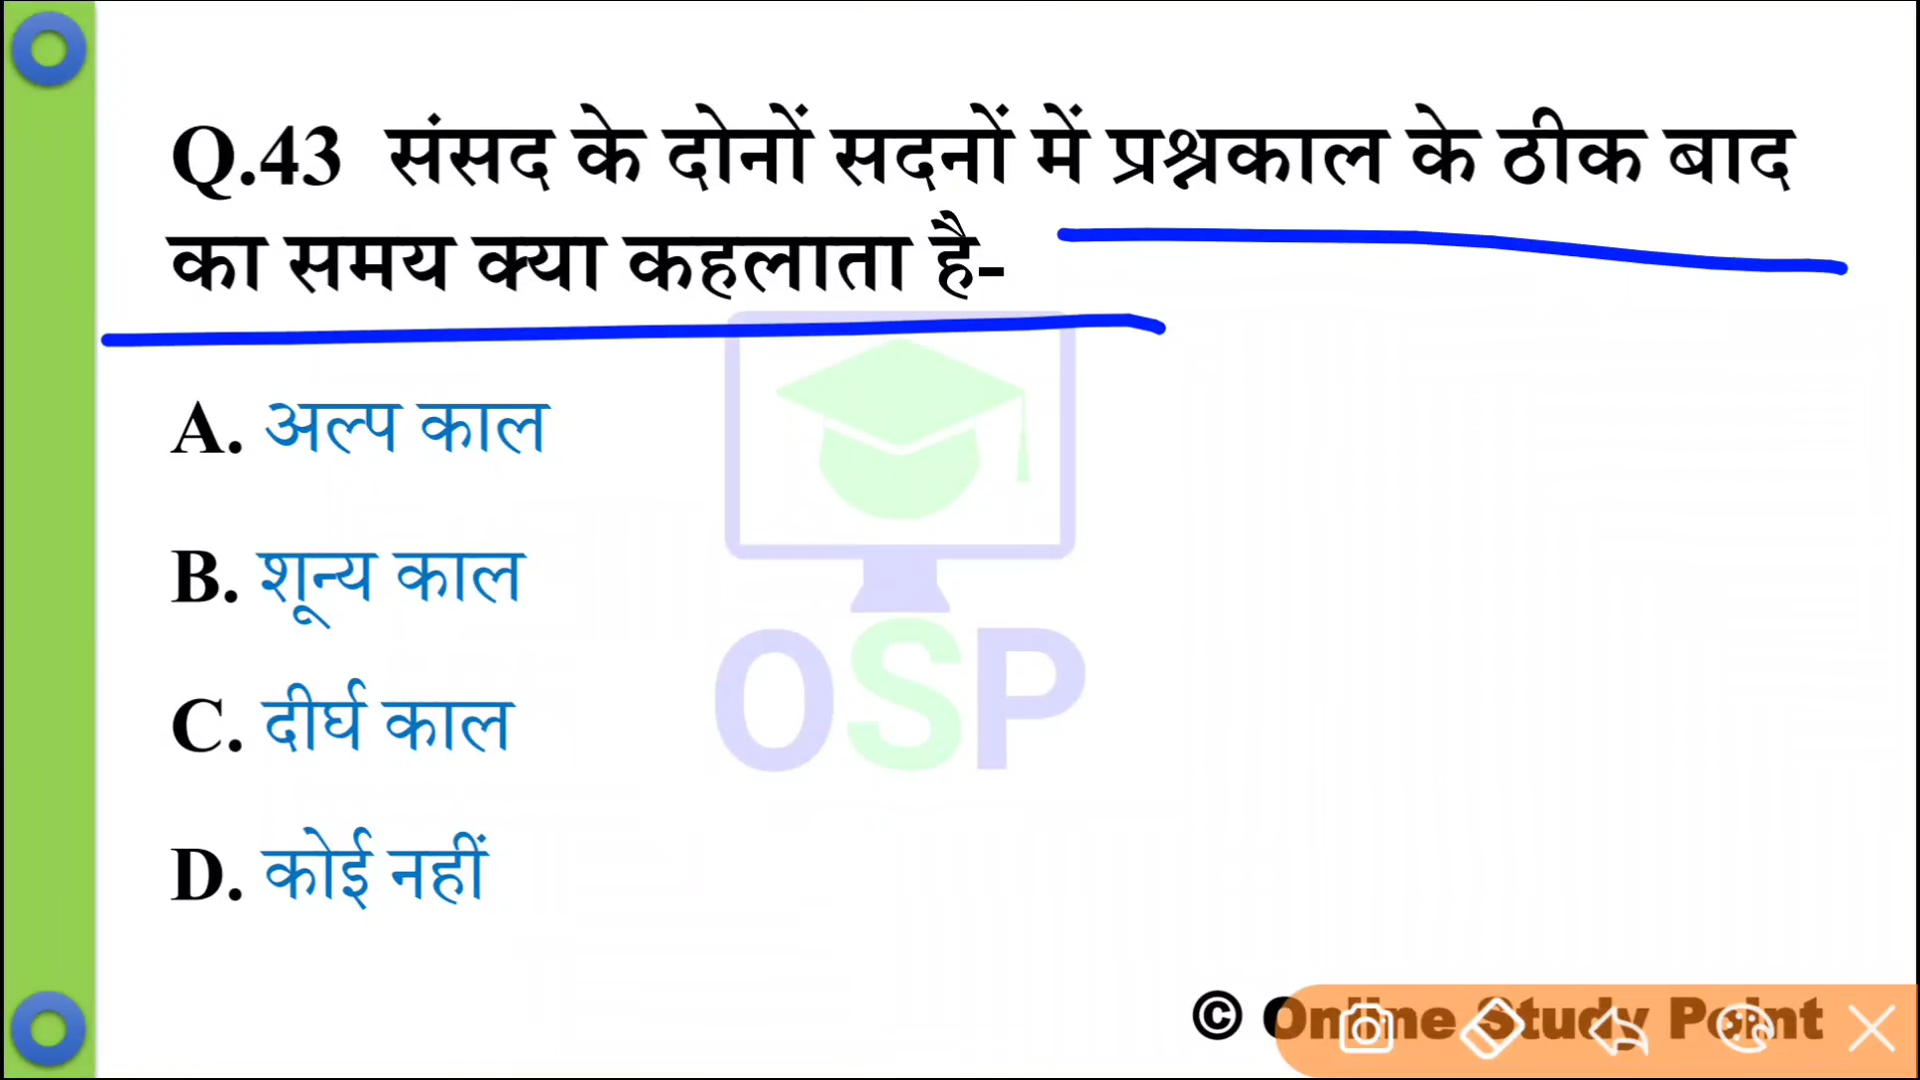 Q.43 संसद के दोनों सदनों में प्रश्नकाल के ठीक बाद
का समय क्या कहलाता है-
A. अल्प काल
B. शून्य काल
C. दीर्घ काल
D. कोई नहीं
OSP
© Online Study Point